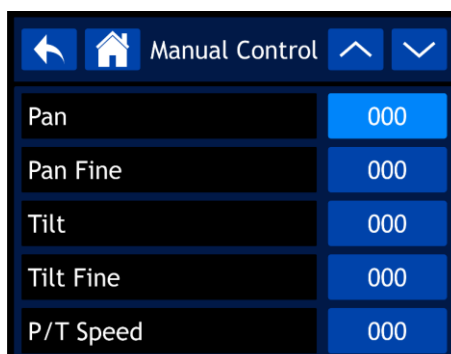 Manual Control
Pan 000
Pan Fine 000
Tilt 000
Tilt Fine 000
P/T Speed 000